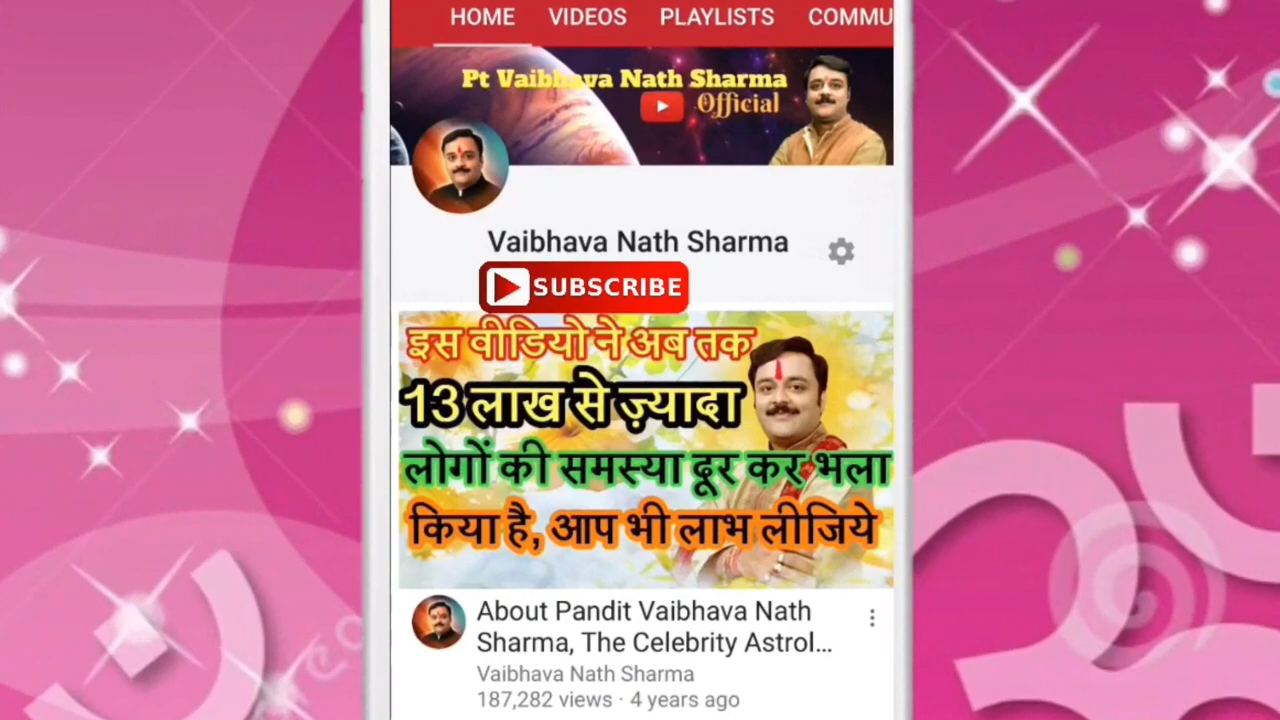 HOME VIDEOS PLAYLISTS COMMU
Pt Vaibhava Nath Sharma
Official
Vaibhava Nath Sharma
SUBSCRIBE
इस वीडियो ने अब तक
13 लाख से ज़्यादा
लोगों की समस्या दूर कर भला
किया है, आप भी लाभ लीजिये
About Pandit Vaibhava Nath
Sharma, The Celebrity Astrol...
Vaibhava Nath Sharma
187,282 views · 4 years ago